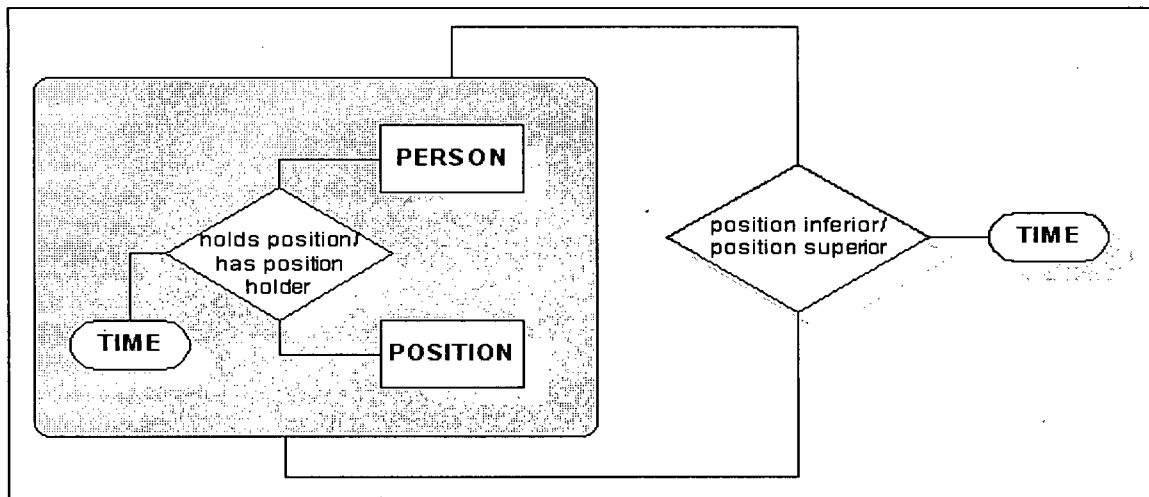 PERSON
holds position/
has position
holder
TIME
POSITION
position inferior/
position superior
TIME